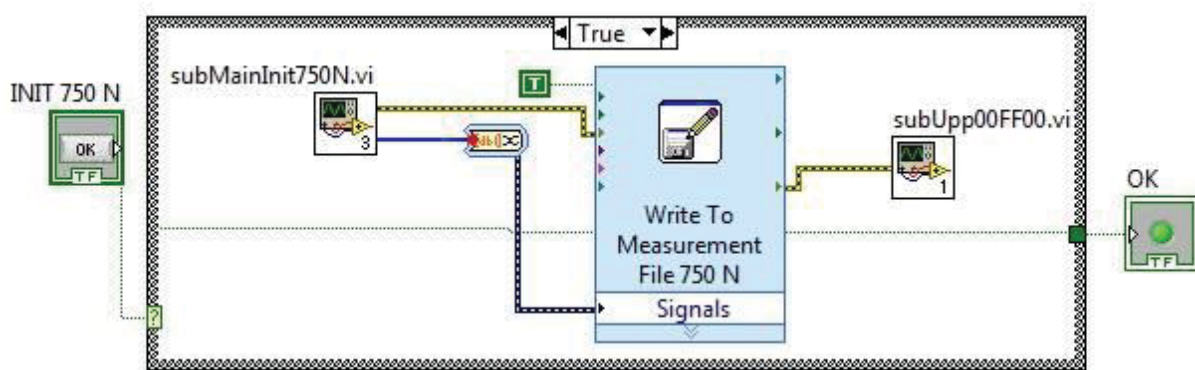 True
subMainInit750N.vi
INIT 750 N
OK
TF
3
T
?
Write To
Measurement
File 750 N
Signals
subUpp00FF00.vi
1
OK
TF